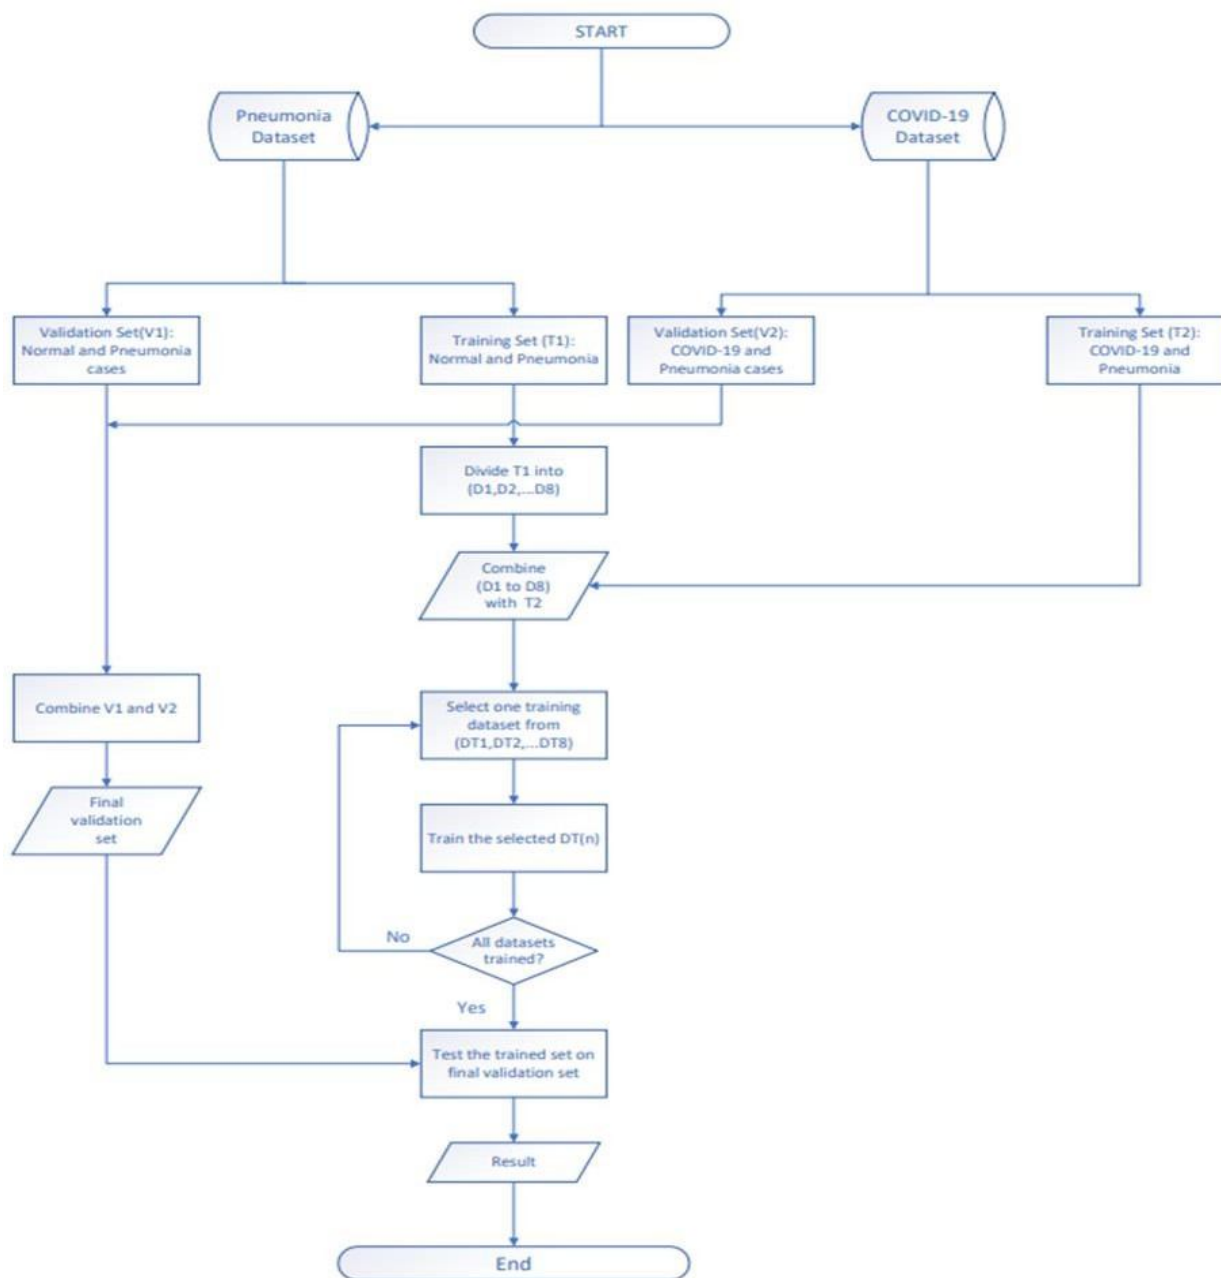 START
Pneumonia
Dataset
COVID-19
Dataset
Validation Set(V1):
Normal and Pneumonia
cases
Training Set (T1):
Normal and Pneumonia
Validation Set(V2):
COVID-19 and
Pneumonia cases
Training Set (T2):
COVID-19 and
Pneumonia
Divide T1 into
(D1,D2,...D8)
Combine
(D1 to D8)
with T2
Combine V1 and V2
Select one training
dataset from
(DT1,DT2,...DT8)
Final
validation
set
Train the selected DT(n)
No
All datasets
trained?
Yes
Test the trained set on
final validation set
Result
End